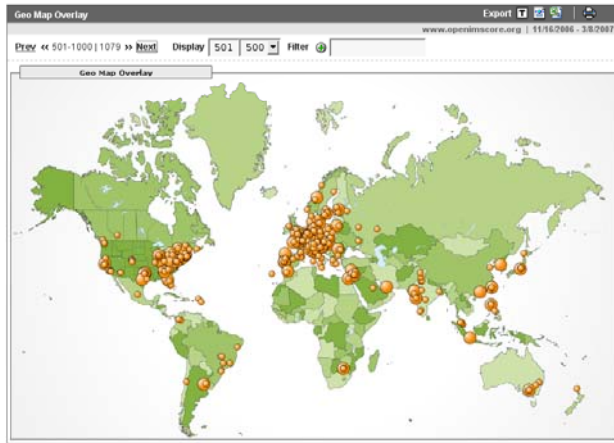 Geo Map Overlay Export T
www.openimscore.org | 11/16/2006 - 3/8/2007
Prev « 501-1000 | 1079 » Next Display 501 500 Filter
Geo Map Overlay